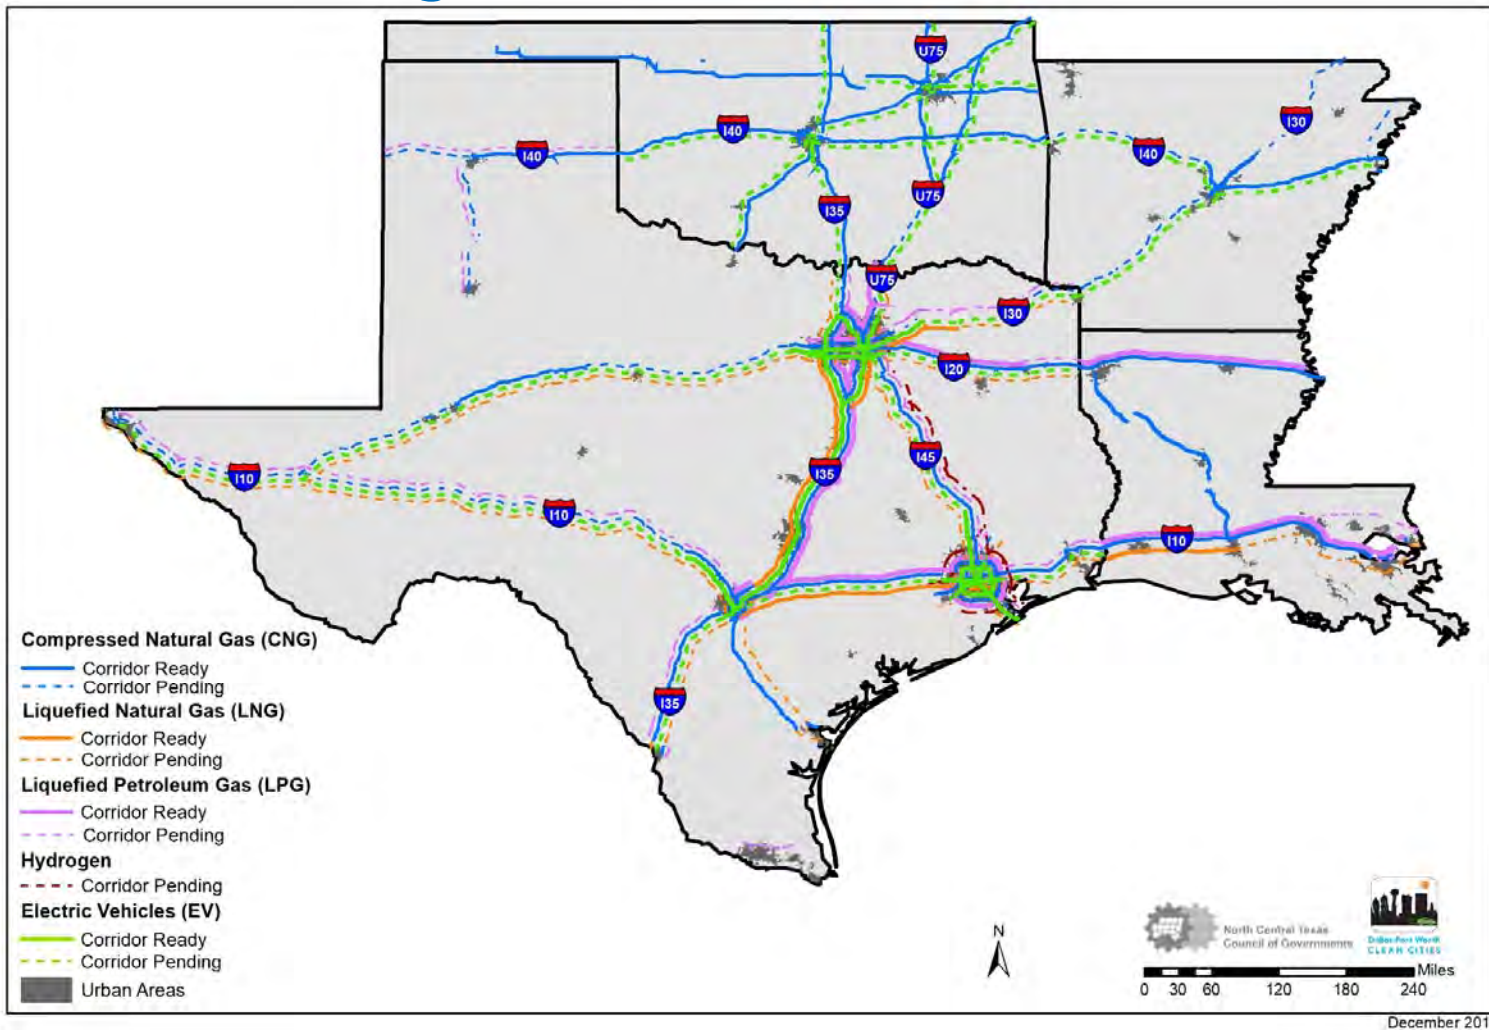 U75
I40
I40
I40
I30
I35
U75
U75
I30
I20
I10
I35
I45
I10
I10
I35
Compressed Natural Gas (CNG)
Corridor Ready
Corridor Pending
Liquefied Natural Gas (LNG)
Corridor Ready
Corridor Pending
Liquefied Petroleum Gas (LPG)
Corridor Ready
Corridor Pending
Hydrogen
Corridor Pending
Electric Vehicles (EV)
Corridor Ready
Corridor Pending
Urban Areas
N
North Central Texas
Council of Governments
Dallas-Fort Worth
CLEAN CITIES
Miles
0 30 60 120 180 240
December 201